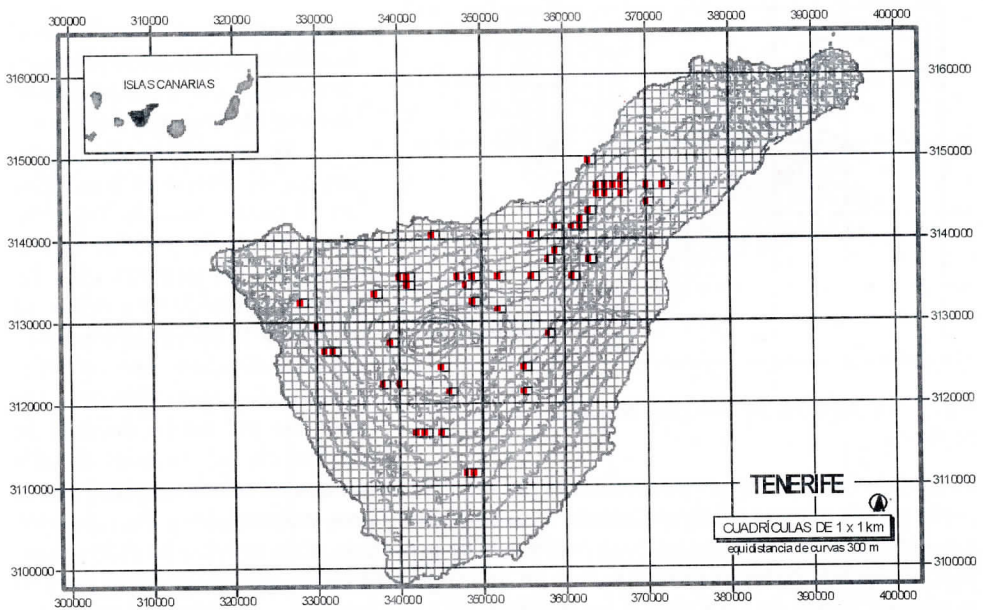 300000 310000 320000 330000 340000 350000 360000 370000 380000 390000 400000
3160000 3160000
ISLAS CANARIAS
3150000 3150000
3140000 3140000
3130000 3130000
3120000 3120000
3110000 3110000
TENERIFE
CUADRÍCULAS DE 1 x 1 km
equidistancia de curvas 300 m
3100000 3100000
300000 310000 320000 330000 340000 350000 360000 370000 380000 390000 400000